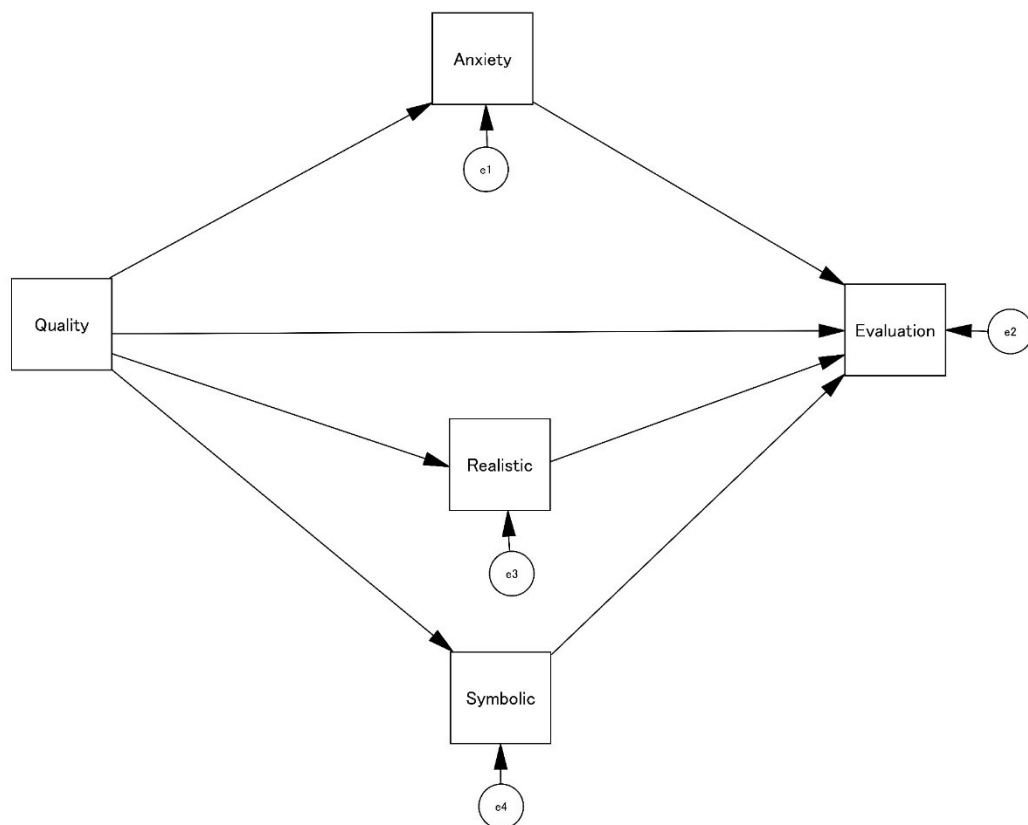 Anxiety
e1
Quality
Evaluation
e2
Realistic
e3
Symbolic
e4